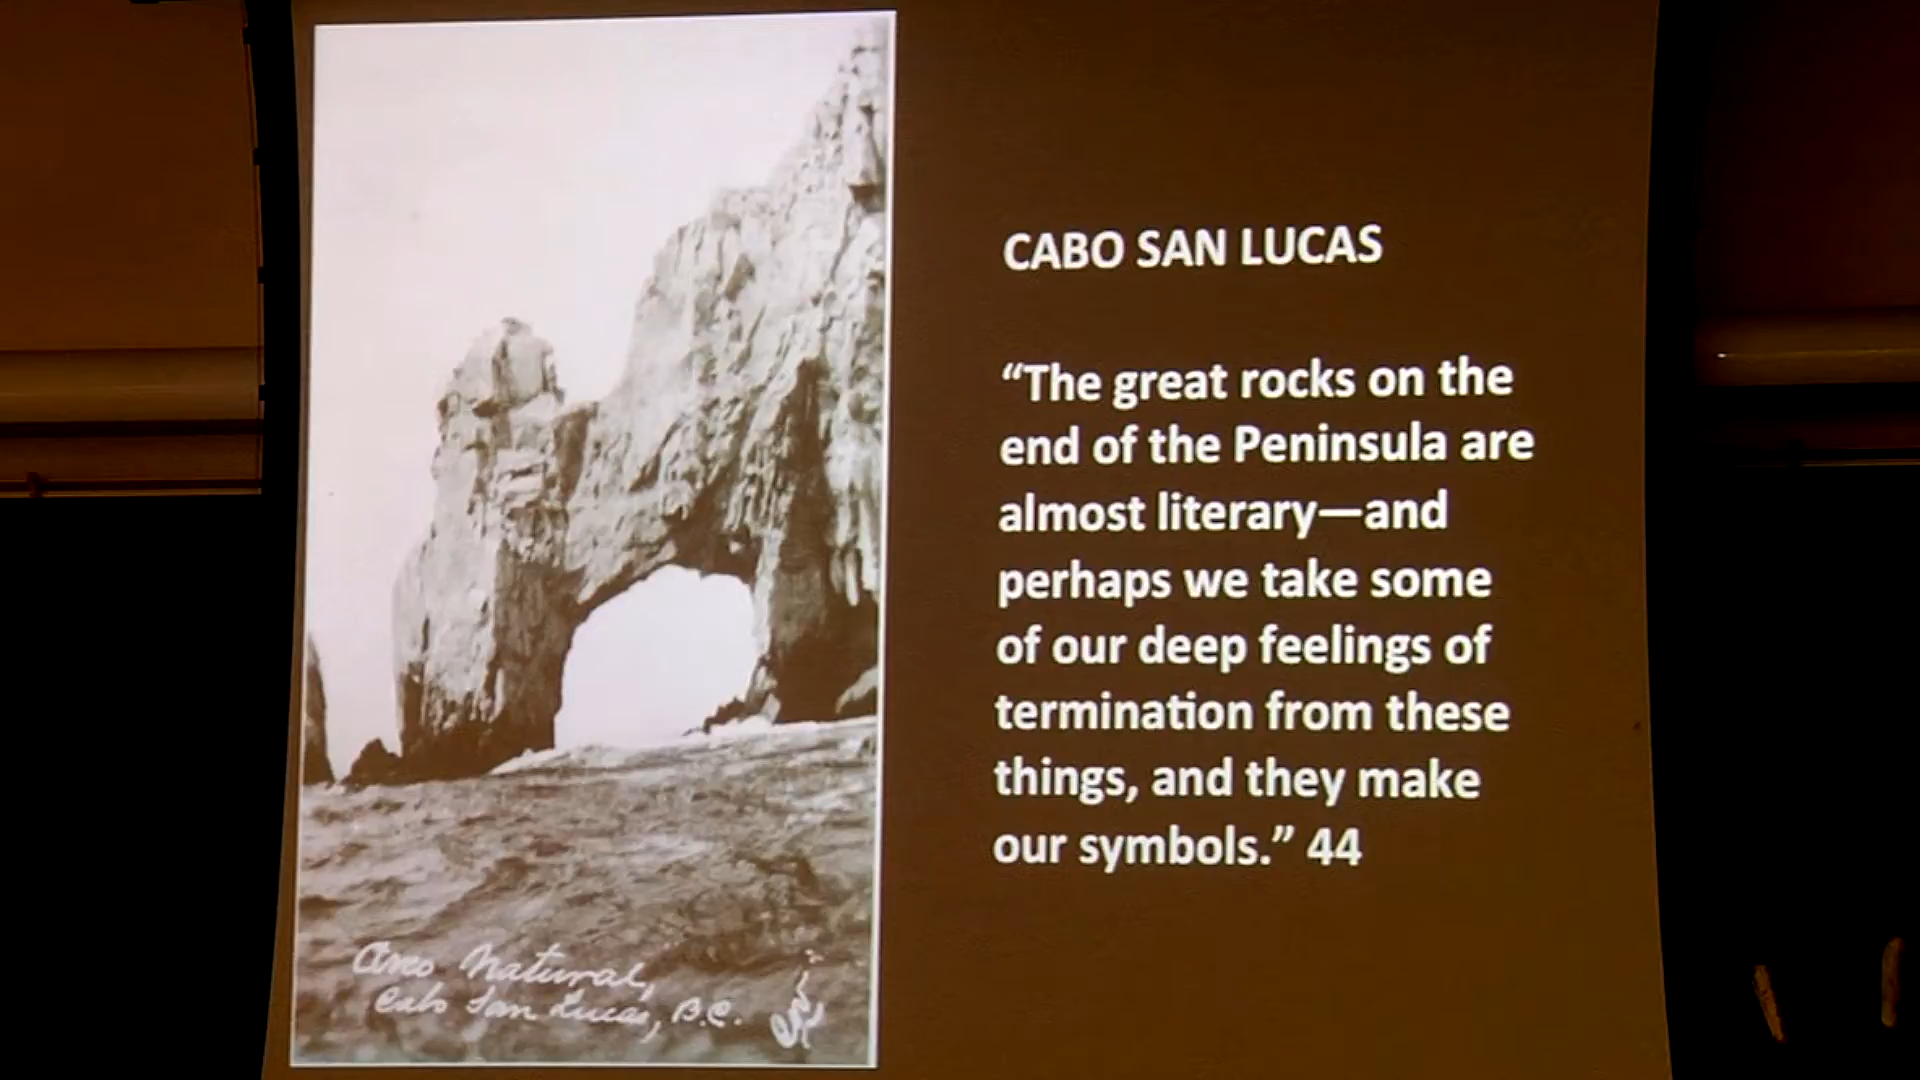 CABO SAN LUCAS
“The great rocks on the
end of the Peninsula are
almost literary—and
perhaps we take some
of our deep feelings of
termination from these
things, and they make
our symbols.” 44
Arco Natural,
Cabo San Lucas, B.C.